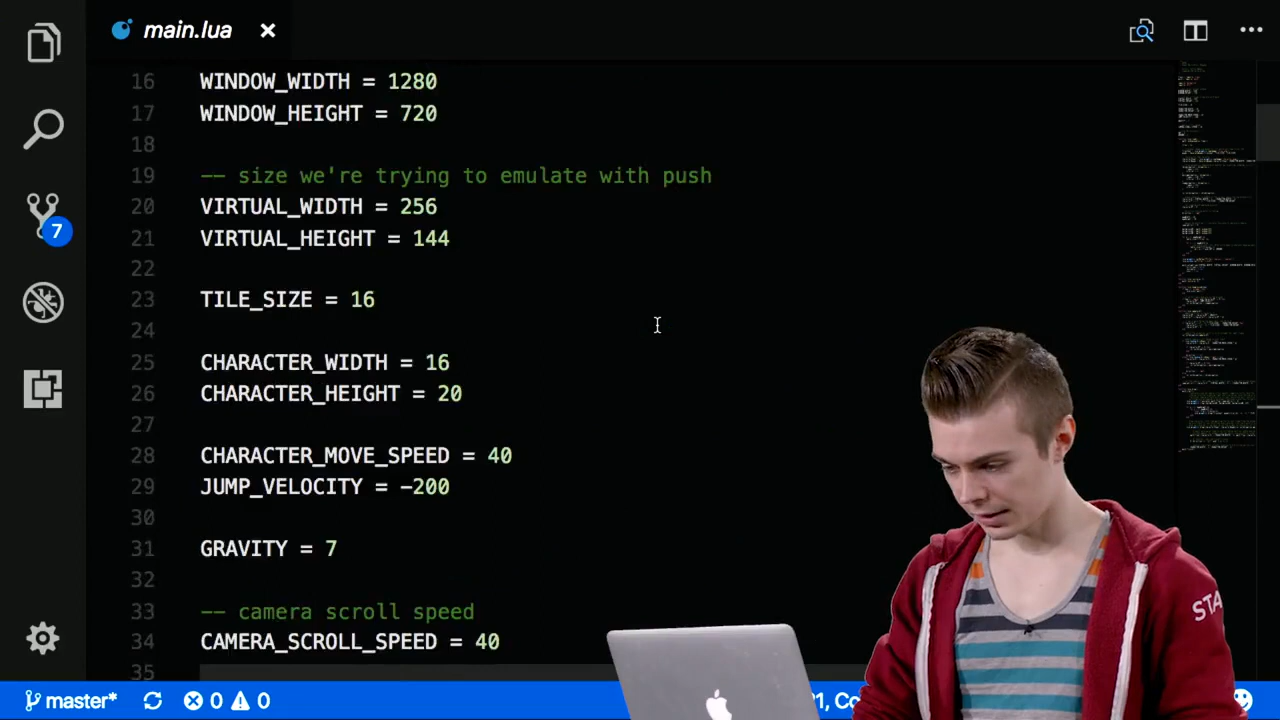 main.lua
16 WINDOW_WIDTH = 1280
17 WINDOW_HEIGHT = 720
18
19 -- size we're trying to emulate with push
20 VIRTUAL_WIDTH = 256
21 VIRTUAL_HEIGHT = 144
22
23 TILE_SIZE = 16
24
25 CHARACTER_WIDTH = 16
26 CHARACTER_HEIGHT = 20
27
28 CHARACTER_MOVE_SPEED = 40
29 JUMP_VELOCITY = -200
30
31 GRAVITY = 7
32
33 -- camera scroll speed
34 CAMERA_SCROLL_SPEED = 40
35
7
STA
master* 0 0